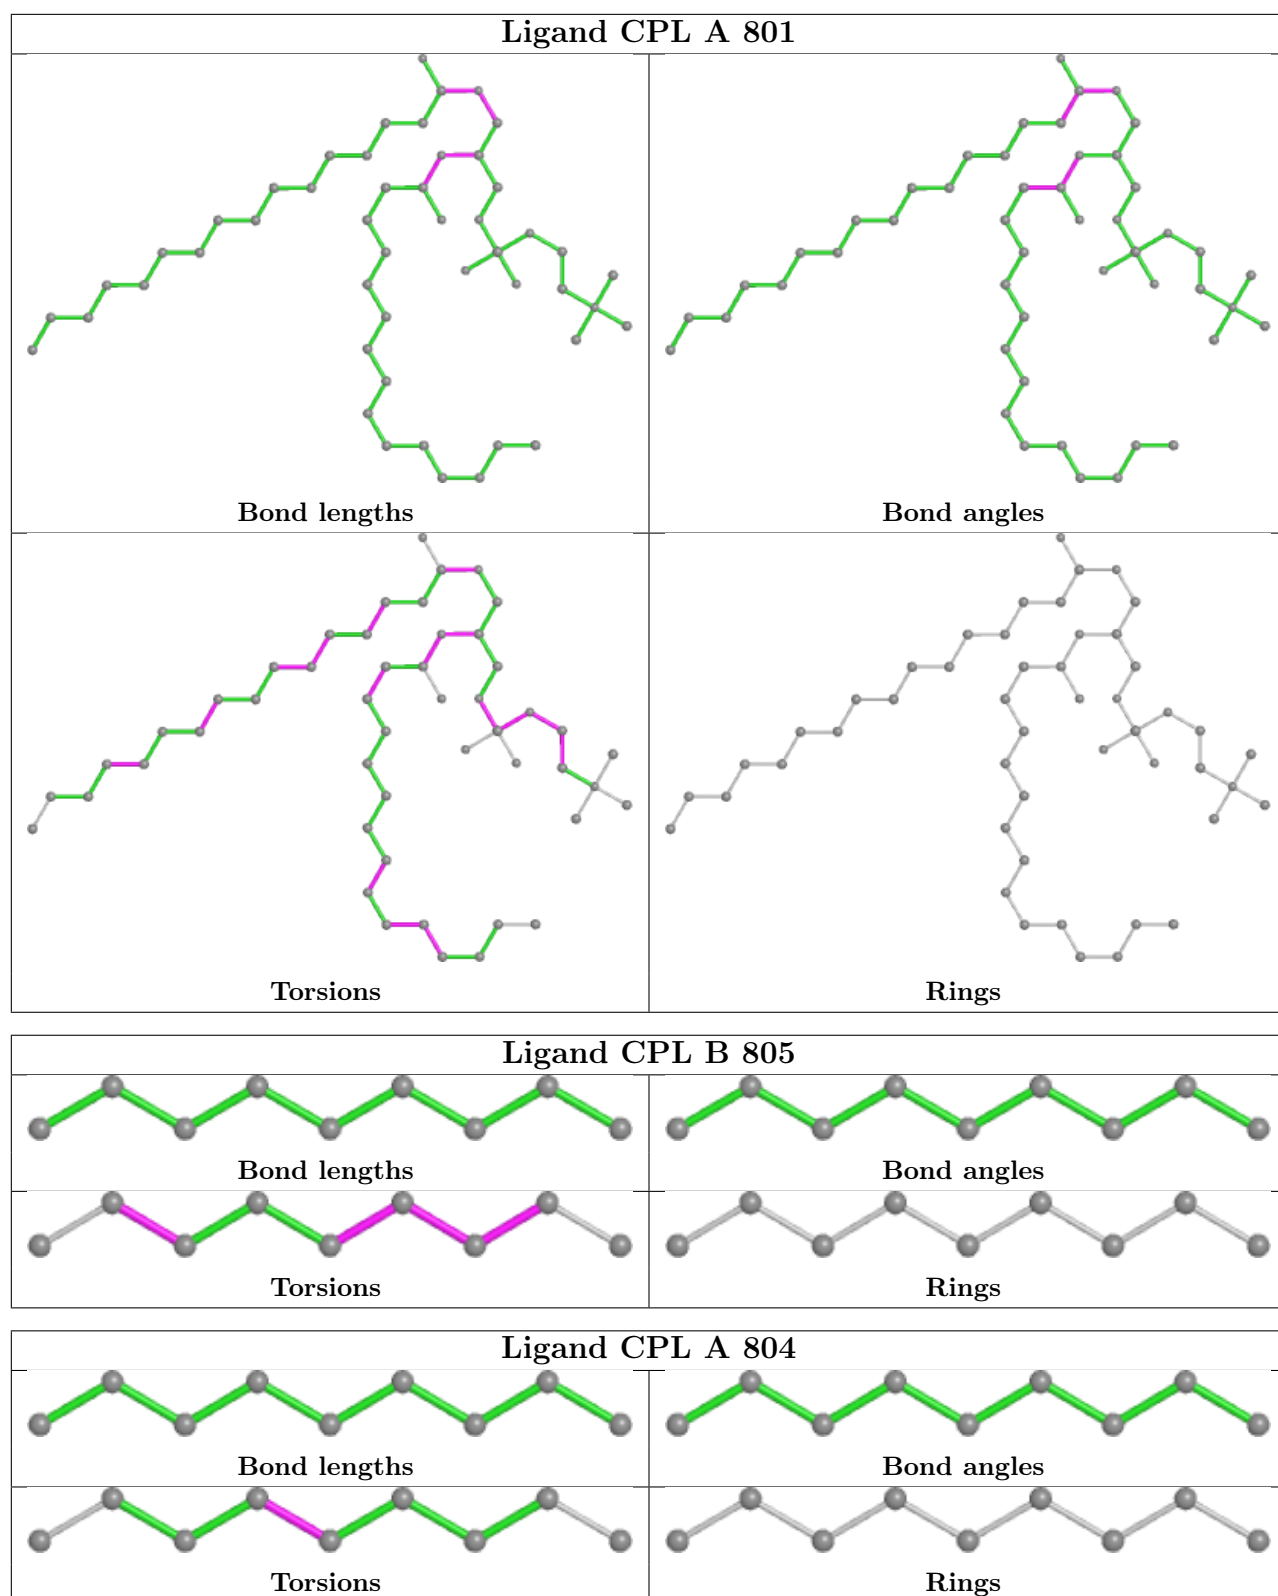 Ligand CPL A 801
Bond lengths
Bond angles
Torsions
Rings
Ligand CPL B 805
Bond lengths
Bond angles
Torsions
Rings
Ligand CPL A 804
Bond lengths
Bond angles
Torsions
Rings